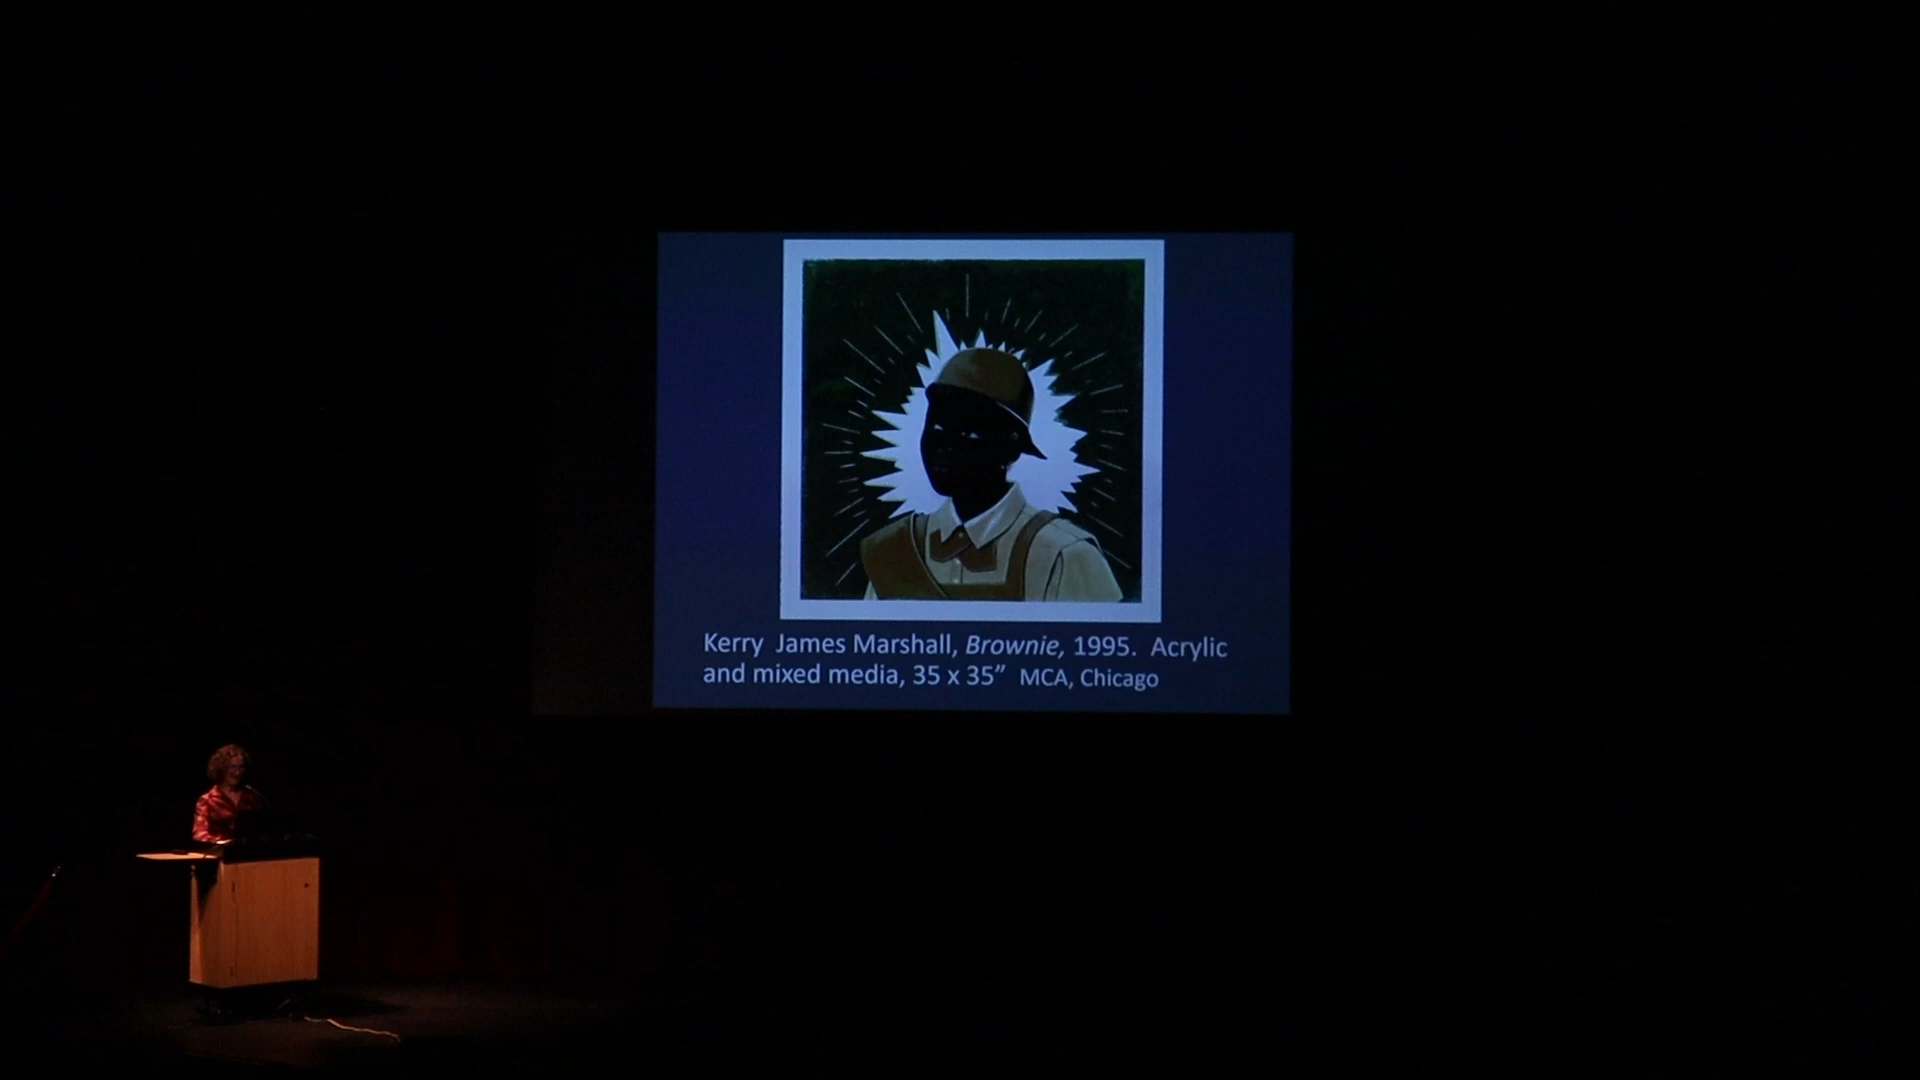 Kerry  James Marshall, Brownie, 1995.  Acrylic
and mixed media, 35 x 35”  MCA, Chicago